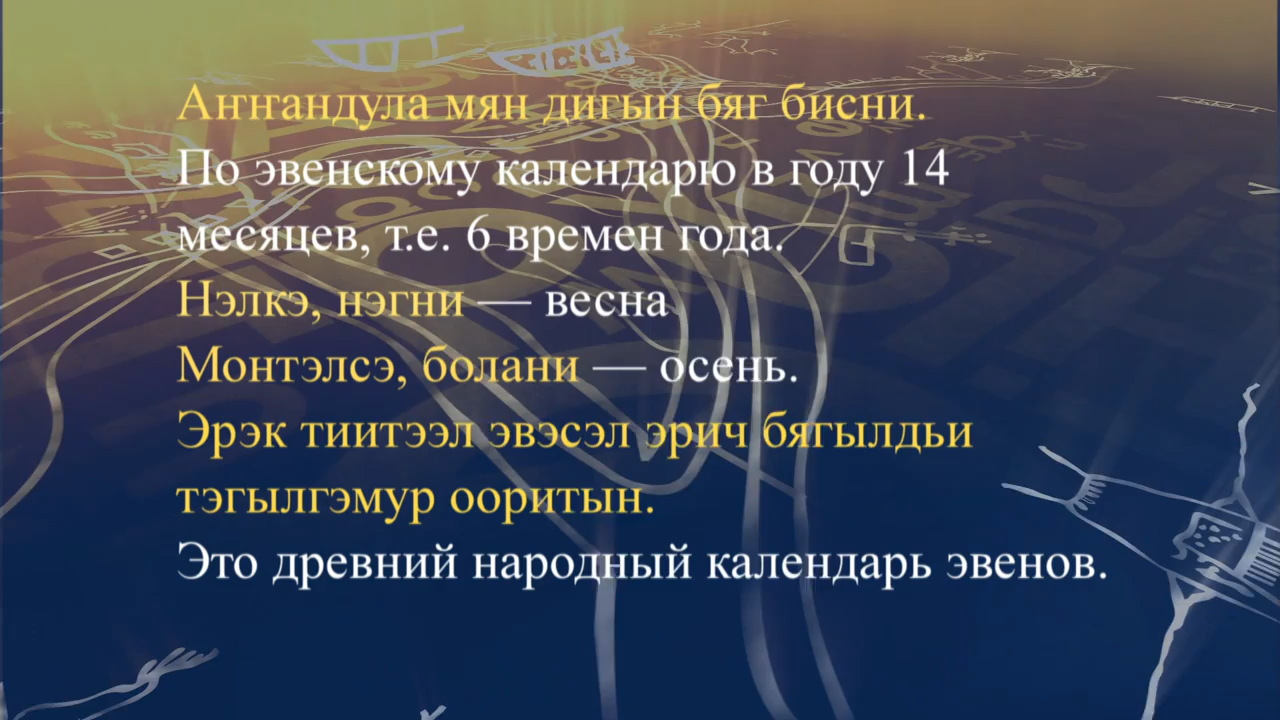 Аҥҥандула мян дигын бяг бисни.
По эвенскому календарю в году 14
месяцев, т.е. 6 времен года.
Нэлкэ, нэгни — весна
Монтэлсэ, болани — осень.
Эрэк тиитээл эвэсэл эрич бягылдьи
тэгылгэмур ооритын.
Это древний народный календарь эвенов.